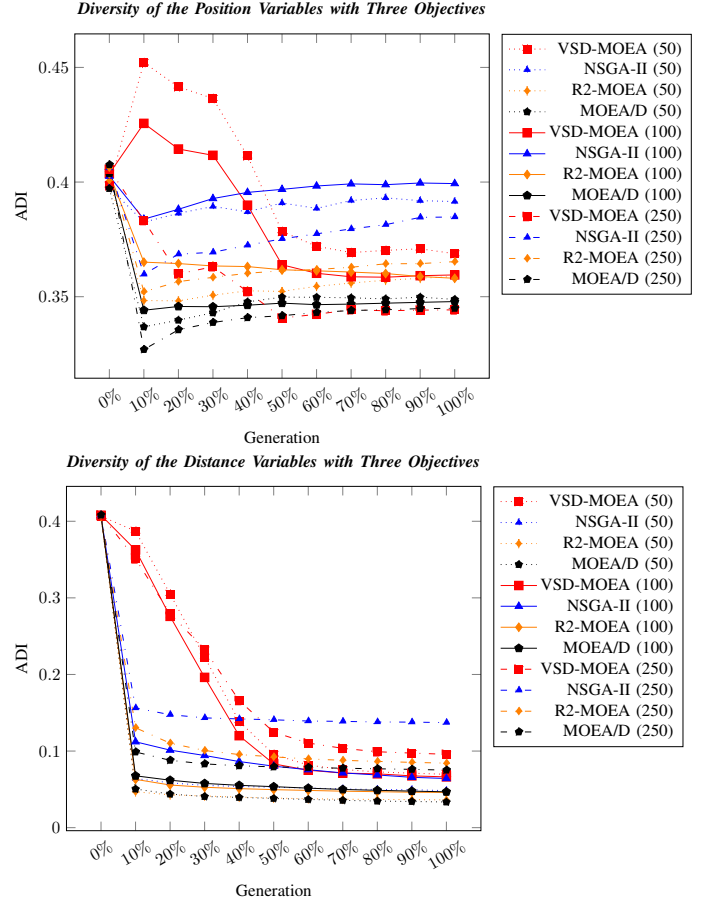 Diversity of the Position Variables with Three Objectives
0.45
0.4
0.35
ADI
0%
10%
20%
30%
40%
50%
60%
70%
80%
90%
100%
Generation
VSD-MOEA (50)
NSGA-II (50)
R2-MOEA (50)
MOEA/D (50)
VSD-MOEA (100)
NSGA-II (100)
R2-MOEA (100)
MOEA/D (100)
VSD-MOEA (250)
NSGA-II (250)
R2-MOEA (250)
MOEA/D (250)
Diversity of the Distance Variables with Three Objectives
0.4
0.3
0.2
0.1
0
ADI
0%
10%
20%
30%
40%
50%
60%
70%
80%
90%
100%
Generation
VSD-MOEA (50)
NSGA-II (50)
R2-MOEA (50)
MOEA/D (50)
VSD-MOEA (100)
NSGA-II (100)
R2-MOEA (100)
MOEA/D (100)
VSD-MOEA (250)
NSGA-II (250)
R2-MOEA (250)
MOEA/D (250)